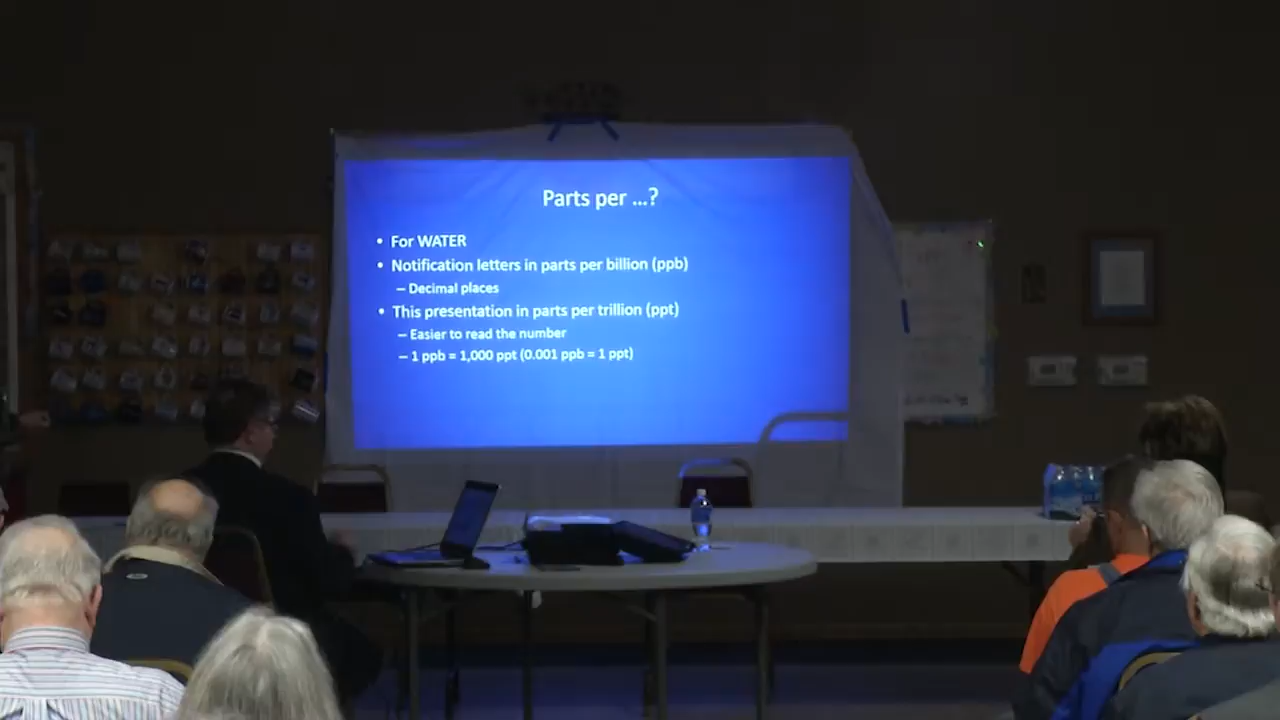 Parts per ...?
• For WATER
• Notification letters in parts per billion (ppb)
– Decimal places
• This presentation in parts per trillion (ppt)
– Easier to read the number
– 1 ppb = 1,000 ppt (0.001 ppb = 1 ppt)